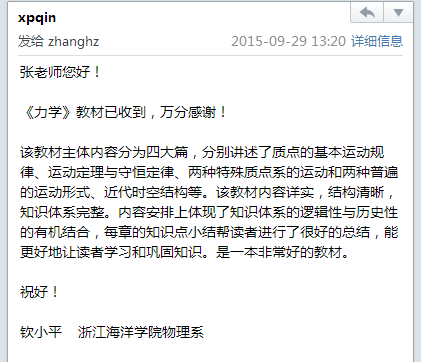 xpqin
发给 zhanghz 2015-09-29 13:20 详细信息
张老师您好！
《力学》教材已收到，万分感谢！
该教材主体内容分为四大篇，分别讲述了质点的基本运动规
律、运动定理与守恒定律、两种特殊质点系的运动和两种普遍
的运动形式、近代时空结构等。该教材内容详实，结构清晰，
知识体系完整。内容安排上体现了知识体系的逻辑性与历史性
的有机结合，每章的知识点小结帮读者进行了很好的总结，能
更好地让读者学习和巩固知识。是一本非常好的教材。
祝好！
钦小平 浙江海洋学院物理系